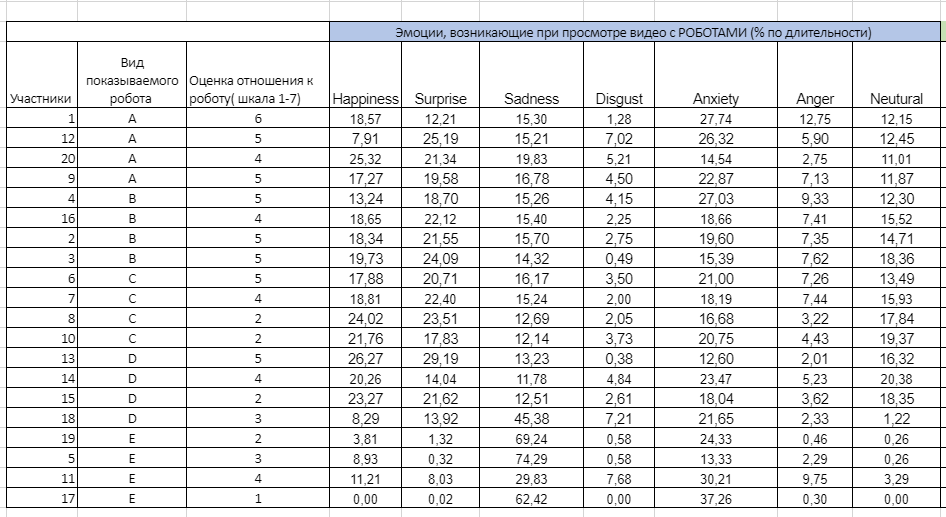 Эмоции, возникающие при просмотре видео с РОБОТАМИ (% по длительности)
Участники Вид показываемого робота Оценка отношения к роботу( шкала 1-7) Happiness Surprise Sadness Disgust Anxiety Anger Neutural
1 A 6 18,57 12,21 15,30 1,28 27,74 12,75 12,15
12 A 5 7,91 25,19 15,21 7,02 26,32 5,90 12,45
20 A 4 25,32 21,34 19,83 5,21 14,54 2,75 11,01
9 A 5 17,27 19,58 16,78 4,50 22,87 7,13 11,87
4 B 5 13,24 18,70 15,26 4,15 27,03 9,33 12,30
16 B 4 18,65 22,12 15,40 2,25 18,66 7,41 15,52
2 B 5 18,34 21,55 15,70 2,75 19,60 7,35 14,71
3 B 5 19,73 24,09 14,32 0,49 15,39 7,62 18,36
6 C 5 17,88 20,71 16,17 3,50 21,00 7,26 13,49
7 C 4 18,81 22,40 15,24 2,00 18,19 7,44 15,93
8 C 2 24,02 23,51 12,69 2,05 16,68 3,22 17,84
10 C 2 21,76 17,83 12,14 3,73 20,75 4,43 19,37
13 D 5 26,27 29,19 13,23 0,38 12,60 2,01 16,32
14 D 4 20,26 14,04 11,78 4,84 23,47 5,23 20,38
15 D 2 23,27 21,62 12,51 2,61 18,04 3,62 18,35
18 D 3 8,29 13,92 45,38 7,21 21,65 2,33 1,22
19 E 2 3,81 1,32 69,24 0,58 24,33 0,46 0,26
5 E 3 8,93 0,32 74,29 0,58 13,33 2,29 0,26
11 E 4 11,21 8,03 29,83 7,68 30,21 9,75 3,29
17 E 1 0,00 0,02 62,42 0,00 37,26 0,30 0,00